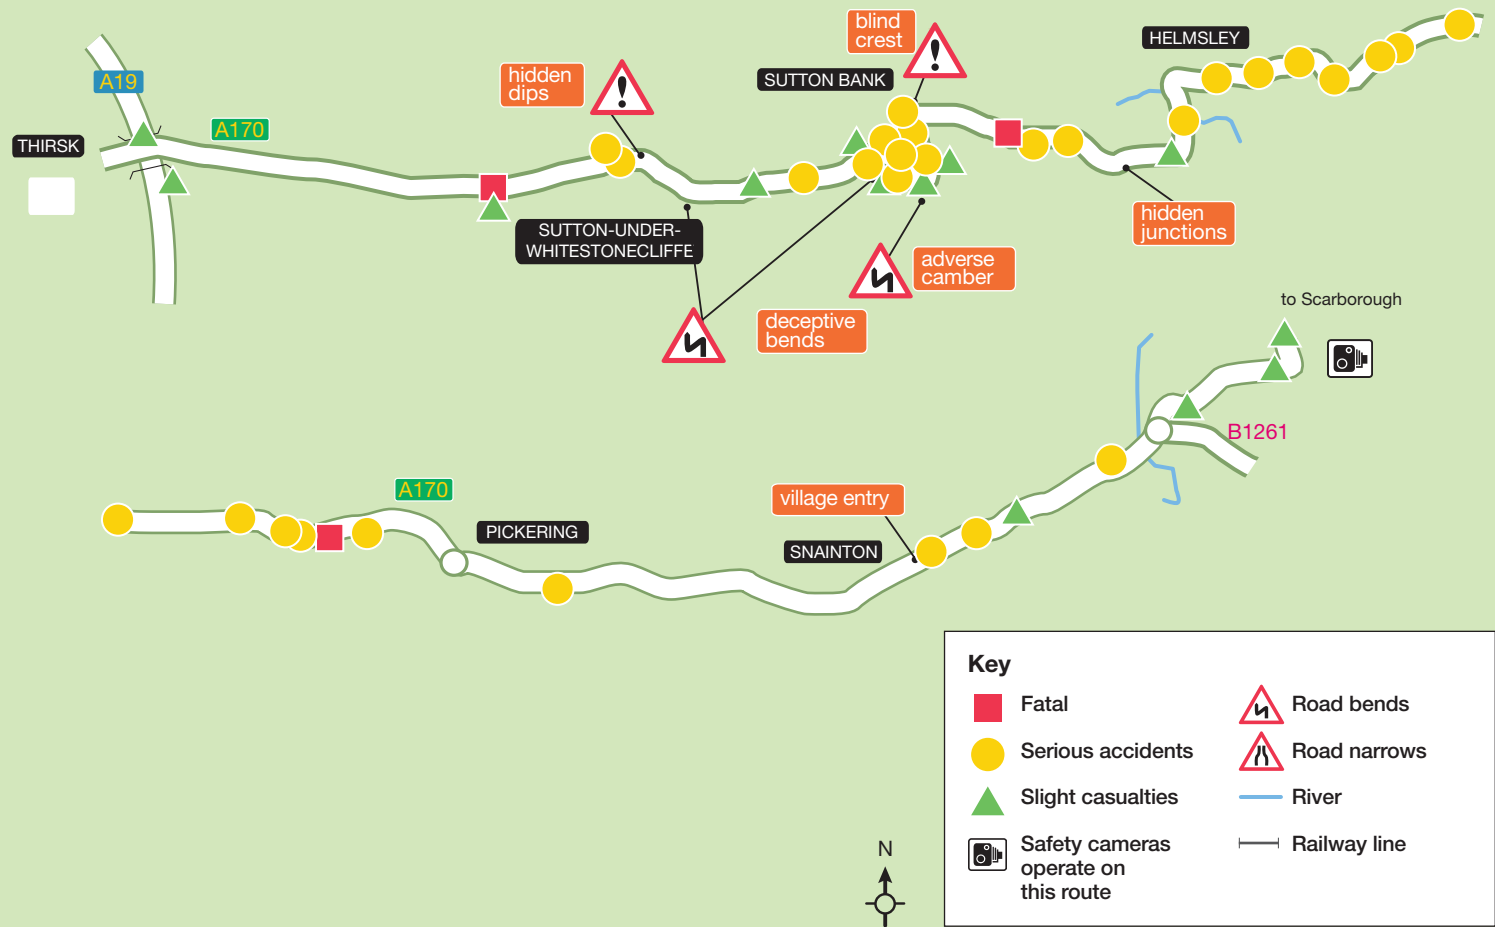 blind
crest
HELMSLEY
hidden
dips
SUTTON BANK
A19
A170
THIRSK
SUTTON-UNDER-
WHITESTONECLIFFE
hidden
junctions
adverse
camber
deceptive
bends
to Scarborough
B1261
A170
village entry
PICKERING
SNAINTON
Key
Fatal
Road bends
Serious accidents
Road narrows
Slight casualties
River
Safety cameras
operate on
this route
Railway line
N